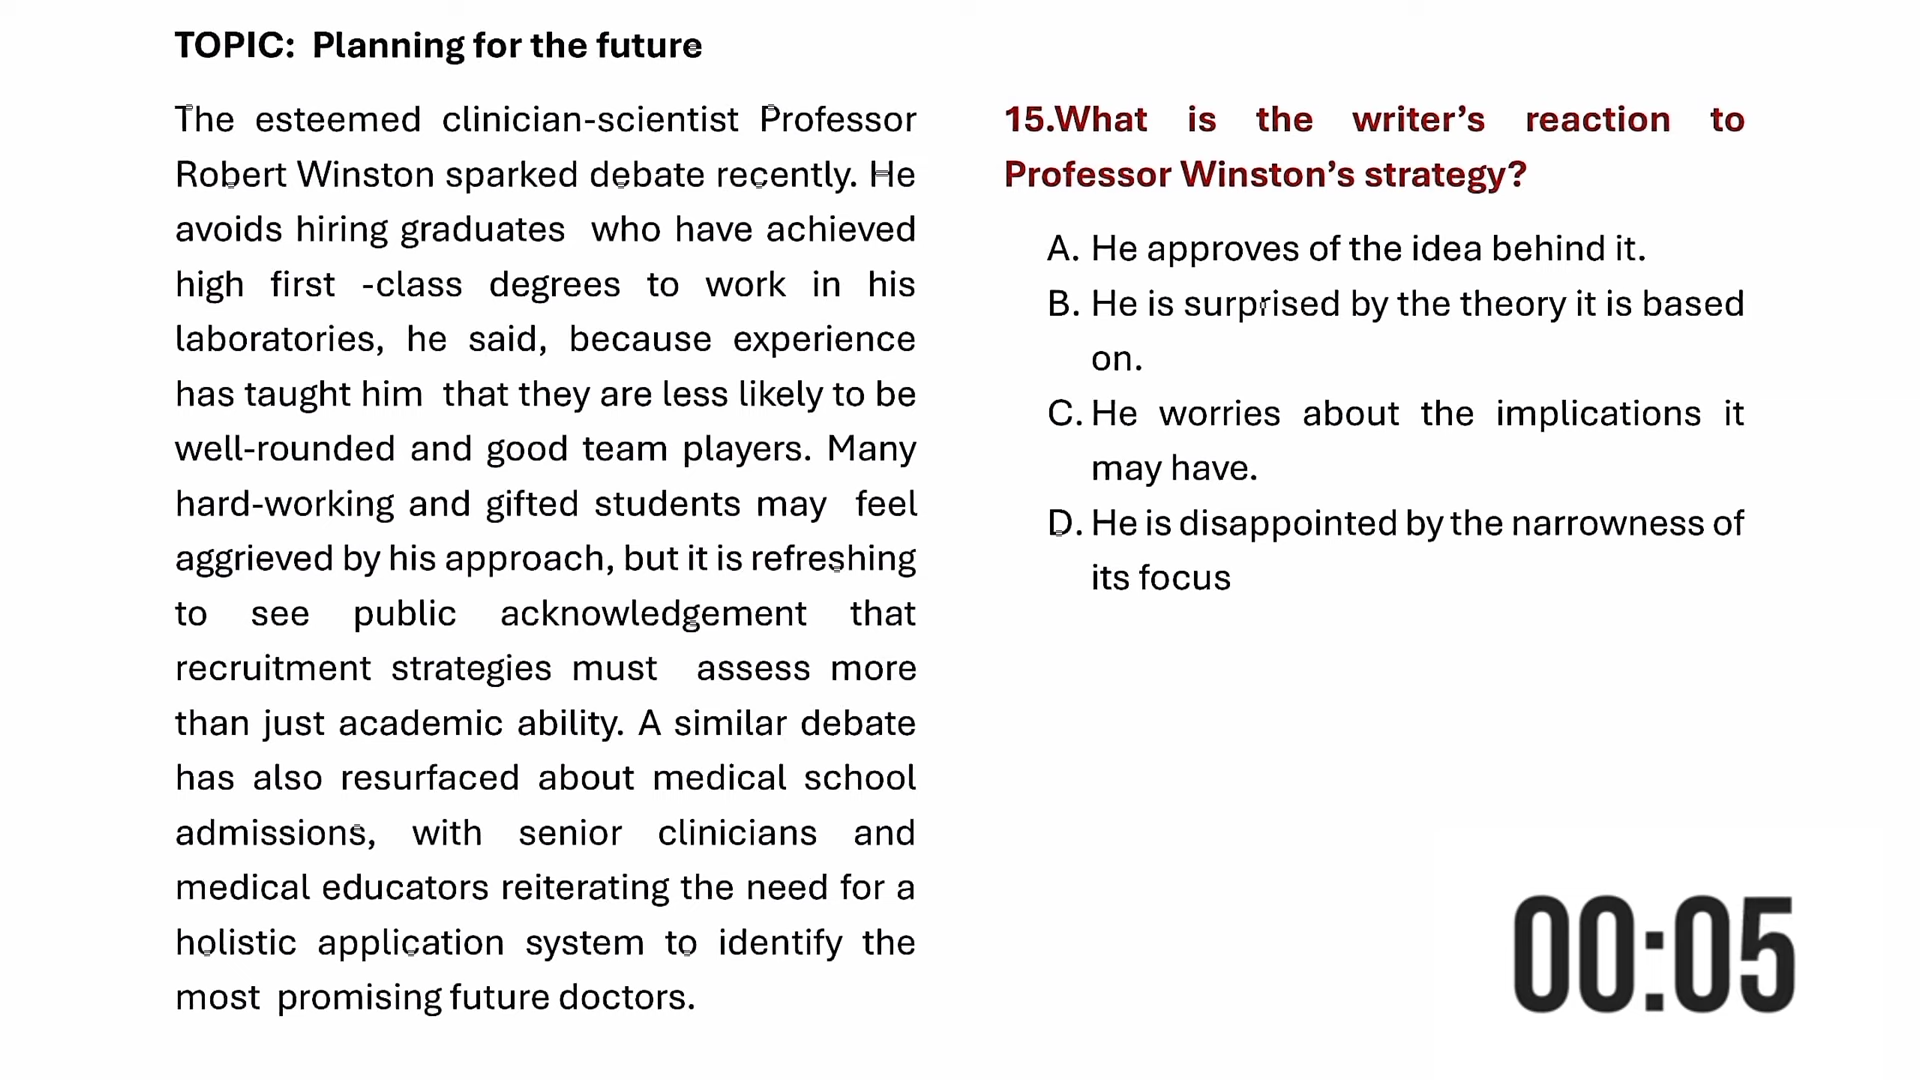 TOPIC: Planning for the future
The esteemed clinician-scientist Professor
Robert Winston sparked debate recently. He
avoids hiring graduates who have achieved
high first -class degrees to work in his
laboratories, he said, because experience
has taught him that they are less likely to be
well-rounded and good team players. Many
hard-working and gifted students may feel
aggrieved by his approach, but it is refreshing
to see public acknowledgement that
recruitment strategies must assess more
than just academic ability. A similar debate
has also resurfaced about medical school
admissions, with senior clinicians and
medical educators reiterating the need for a
holistic application system to identify the
most promising future doctors.
15.What is the writer’s reaction to
Professor Winston’s strategy?
A. He approves of the idea behind it.
B. He is surprised by the theory it is based
on.
C. He worries about the implications it
may have.
D. He is disappointed by the narrowness of
its focus
00:05